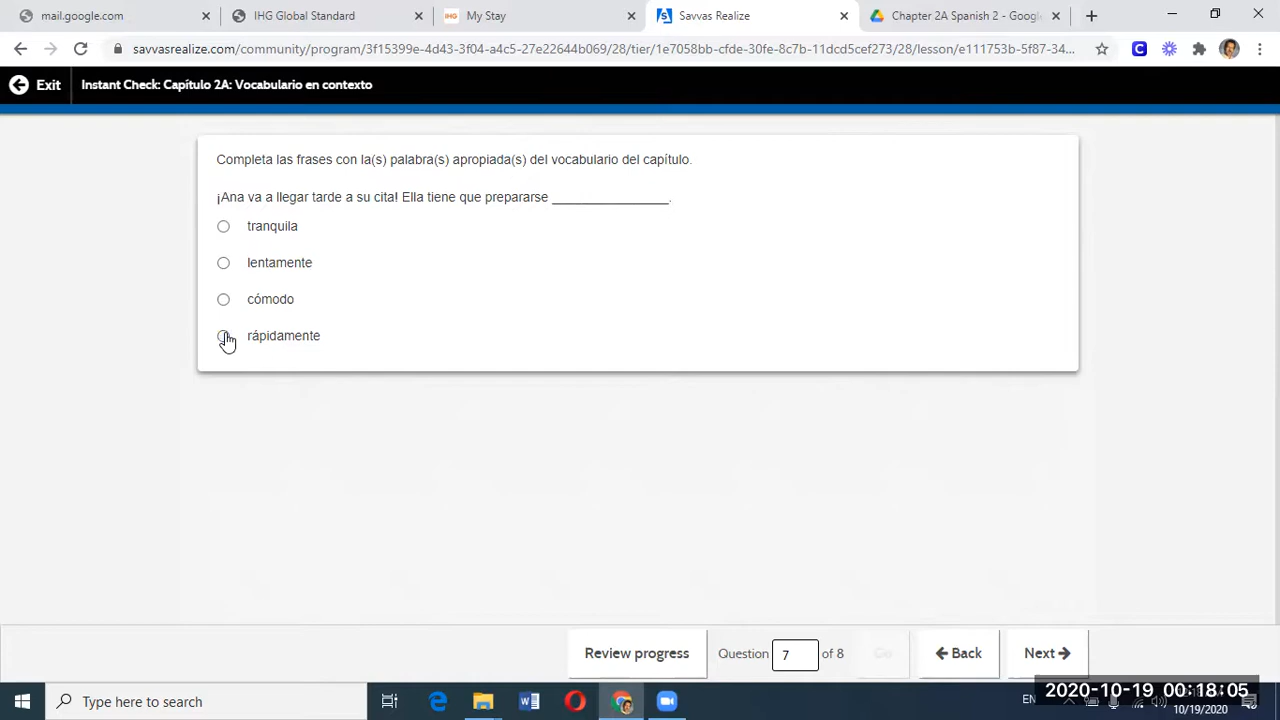 mail.google.com
IHG Global Standard
IHG
My Stay
Savvas Realize
Chapter 2A Spanish 2 - Google
savvasrealize.com/community/program/3f15399e-4d43-3f04-a4c5-27e22644b069/28/tier/1e7058bb-cfde-30fe-8c7b-11dcd5cef273/28/lesson/e111753b-5f87-34...
Exit
Instant Check: Capítulo 2A: Vocabulario en contexto
Completa las frases con la(s) palabra(s) apropiada(s) del vocabulario del capítulo.
¡Ana va a llegar tarde a su cita! Ella tiene que prepararse ________________.
tranquila
lentamente
cómodo
rápidamente
Review progress
Question 7 of 8
Go
Back
Next
Type here to search
EN
2020-10-19 00:18:05
10/19/2020